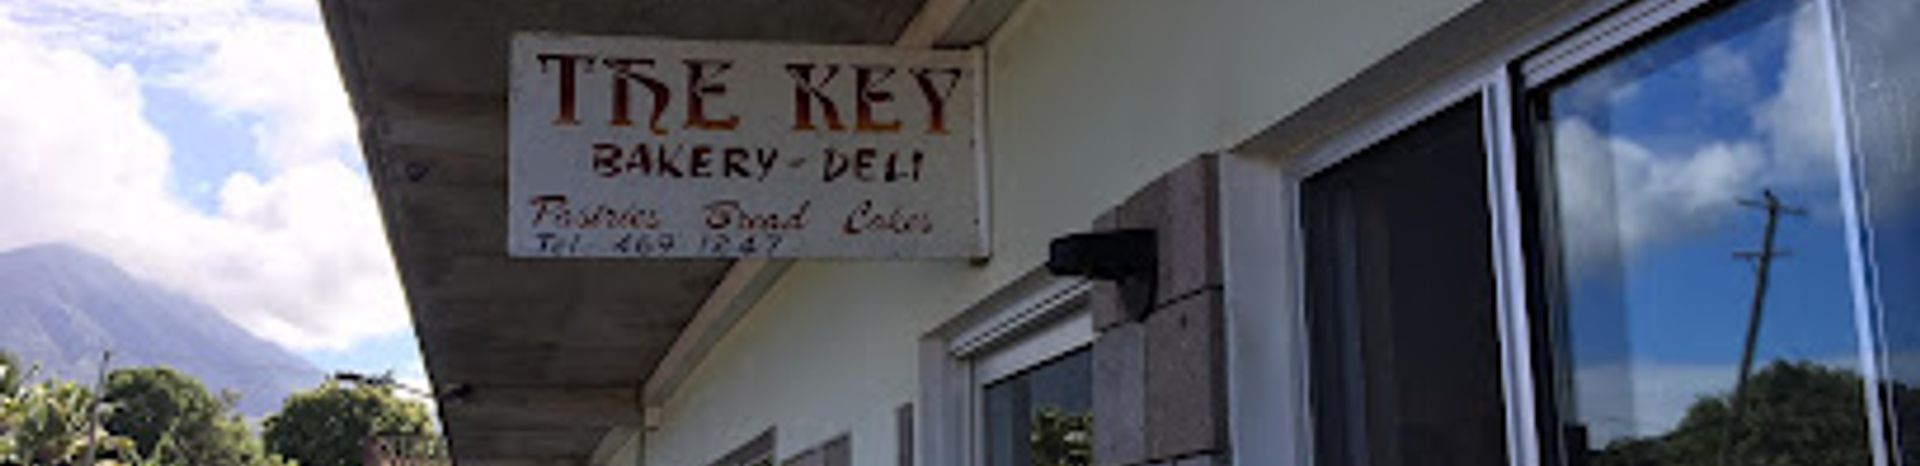 THE KEY
BAKERY - DELI
Pastries Bread Cakes
Tel 469 1247